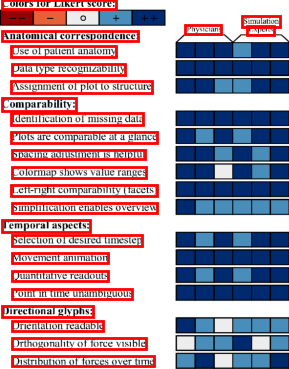 Colors for Likert score:
-- - o + ++
Physicians Simulation Experts
Anatomical correspondence:
Use of patient anatomy
Data type recognizability
Assignment of plot to structure
Comparability:
Identification of missing data
Plots are comparable at a glance
Spacing adjustment is helpful
Colormap shows value ranges
Left-right comparability (facets)
Simplification enables overview
Temporal aspects:
Selection of desired timestep
Movement animation
Quantitative readouts
Point in time unambiguous
Directional glyphs:
Orientation readable
Orthogonality of force visible
Distribution of forces over time